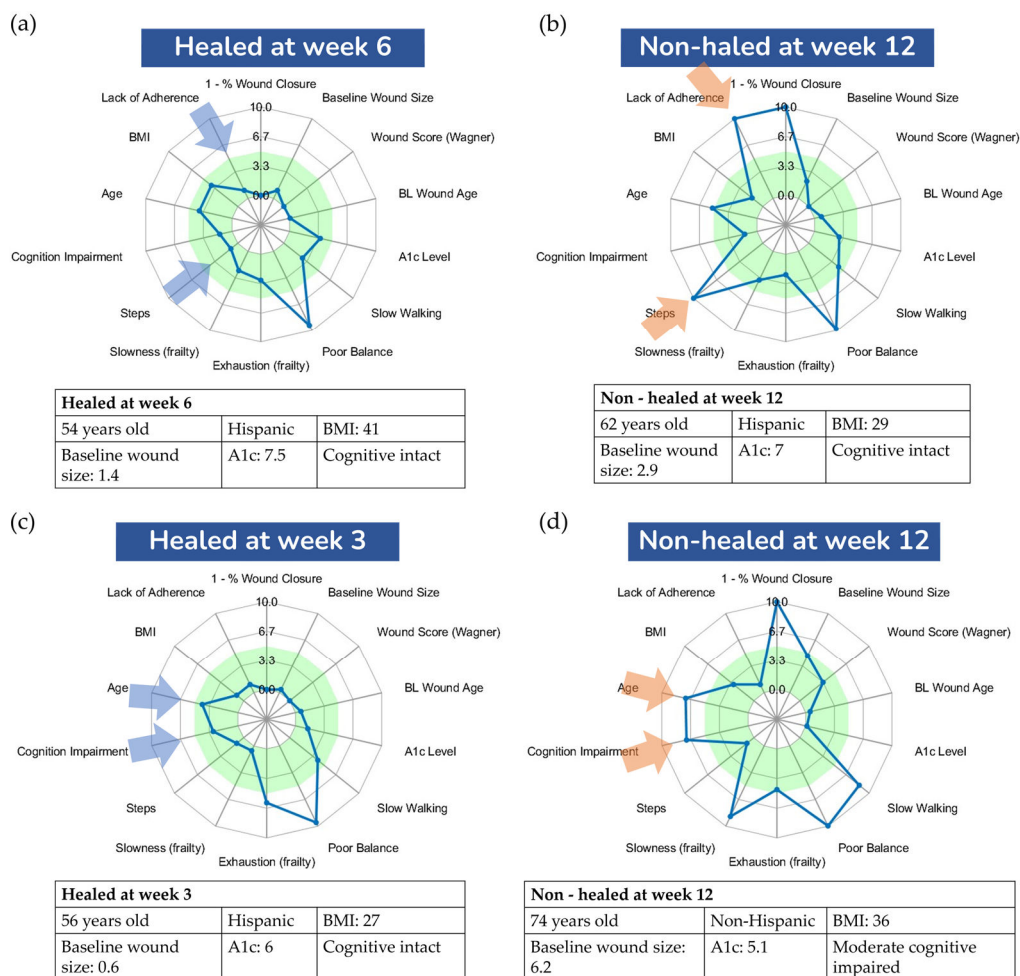 (a)
Healed at week 6
1 - % Wound Closure
Lack of Adherence
Baseline Wound Size
10.0
BMI
Wound Score (Wagner)
6.7
3.3
Age
BL Wound Age
0.0
Cognition Impairment
A1c Level
Steps
Slow Walking
Slowness (frailty)
Poor Balance
Exhaustion (frailty)
Healed at week 6
54 years old
Hispanic
BMI: 41
Baseline wound
size: 1.4
A1c: 7.5
Cognitive intact
(b)
Non-haled at week 12
1 - % Wound Closure
Lack of Adherence
Baseline Wound Size
10.0
BMI
Wound Score (Wagner)
6.7
3.3
Age
BL Wound Age
0.0
Cognition Impairment
A1c Level
Steps
Slow Walking
Slowness (frailty)
Poor Balance
Exhaustion (frailty)
Non - healed at week 12
62 years old
Hispanic
BMI: 29
Baseline wound
size: 2.9
A1c: 7
Cognitive intact
(c)
Healed at week 3
1 - % Wound Closure
Lack of Adherence
Baseline Wound Size
10.0
BMI
Wound Score (Wagner)
6.7
3.3
Age
BL Wound Age
0.0
Cognition Impairment
A1c Level
Steps
Slow Walking
Slowness (frailty)
Poor Balance
Exhaustion (frailty)
Healed at week 3
56 years old
Hispanic
BMI: 27
Baseline wound
size: 0.6
A1c: 6
Cognitive intact
(d)
Non-healed at week 12
1 - % Wound Closure
Lack of Adherence
Baseline Wound Size
10.0
BMI
Wound Score (Wagner)
6.7
3.3
Age
BL Wound Age
0.0
Cognition Impairment
A1c Level
Steps
Slow Walking
Slowness (frailty)
Poor Balance
Exhaustion (frailty)
Non - healed at week 12
74 years old
Non-Hispanic
BMI: 36
Baseline wound size:
6.2
A1c: 5.1
Moderate cognitive
impaired